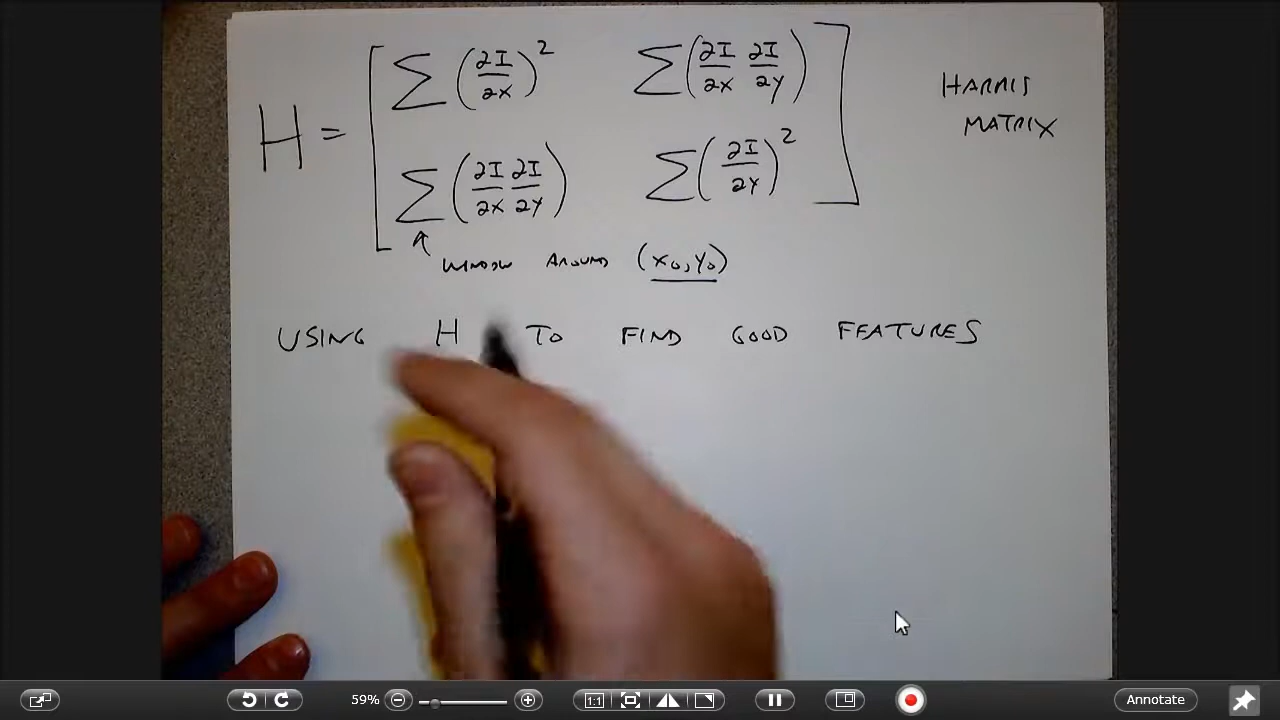 H = [ ∑ (∂I/∂x)² ∑ (∂I/∂x ∂I/∂y)
∑ (∂I/∂x ∂I/∂y) ∑ (∂I/∂y)² ]
HARRIS
MATRIX
↑ WINDOW AROUND (x₀, y₀)
USING H TO FIND GOOD FEATURES
59%
1:1
Annotate